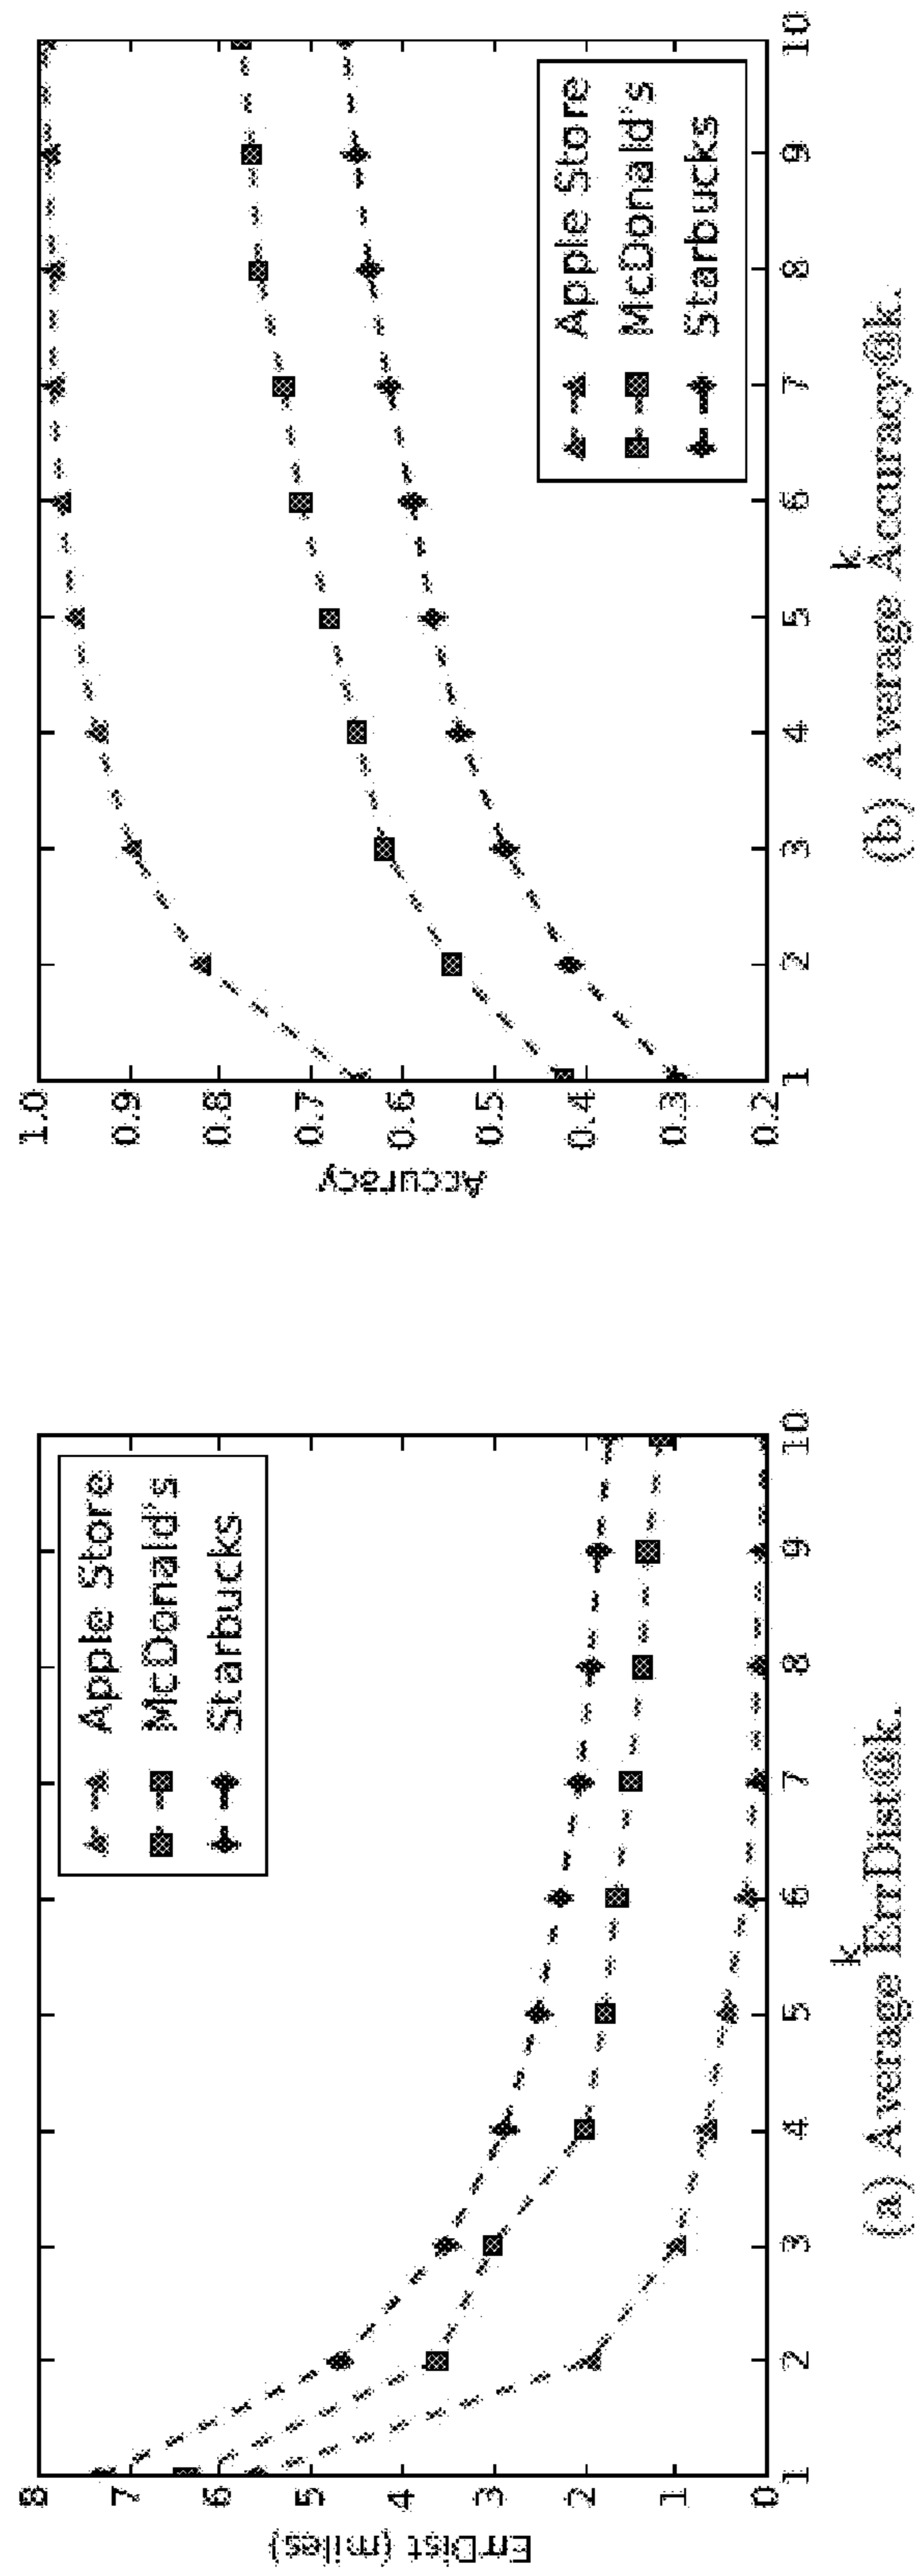 ErrDist (miles)
8
7
6
5
4
3
2
1
0
Apple Store
McDonald's
Starbucks
1 2 3 4 5 6 7 8 9 10
k
(a) Average ErrDist@k.
Accuracy
1.0
0.9
0.8
0.7
0.6
0.5
0.4
0.3
0.2
Apple Store
McDonald's
Starbucks
1 2 3 4 5 6 7 8 9 10
k
(b) Average Accuracy@k.